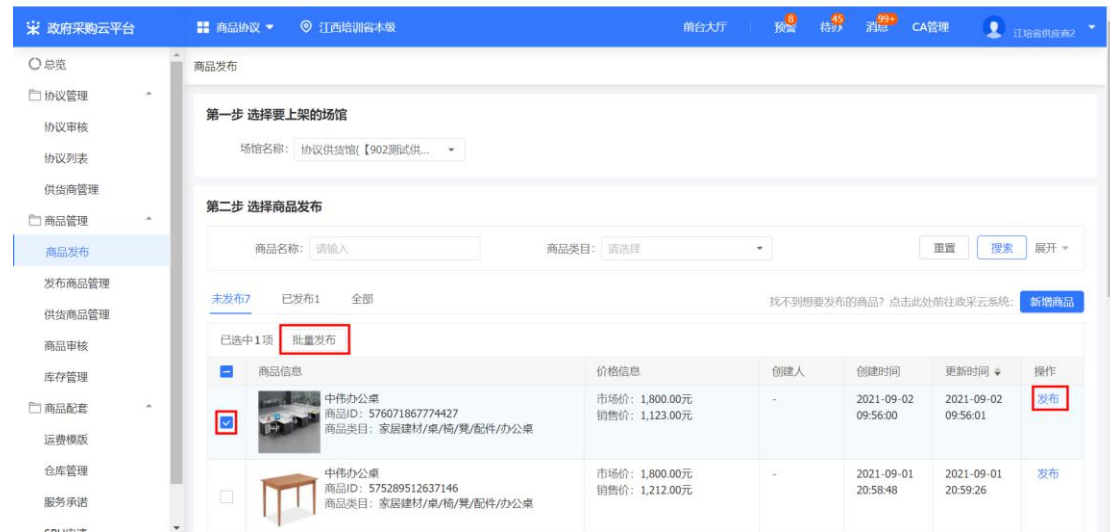 政府采购云平台
商品协议
江西培训省本级
前台大厅
预警 8
待办 45
消息 99+
CA管理
江培省供应商2
总览
协议管理
协议审核
协议列表
供货商管理
商品管理
商品发布
发布商品管理
供货商品管理
商品审核
库存管理
商品配套
运费模版
仓库管理
服务承诺
商品发布
第一步 选择要上架的场馆
场馆名称： 协议供货馆(【902测试供...
第二步 选择商品发布
商品名称： 请输入 商品类目： 请选择 重置 搜索 展开
未发布7 已发布1 全部 找不到想要发布的商品？点击此处前往政采云系统： 新增商品
已选中1项 批量发布
商品信息 价格信息 创建人 创建时间 更新时间 操作
中伟办公桌
商品ID：576071867774427
商品类目：家居建材/桌/椅/凳/配件/办公桌
市场价：1,800.00元
销售价：1,123.00元
-
2021-09-02
09:56:00
2021-09-02
09:56:01
发布
中伟办公桌
商品ID：575289512637146
商品类目：家居建材/桌/椅/凳/配件/办公桌
市场价：1,800.00元
销售价：1,212.00元
-
2021-09-01
20:58:48
2021-09-01
20:59:26
发布